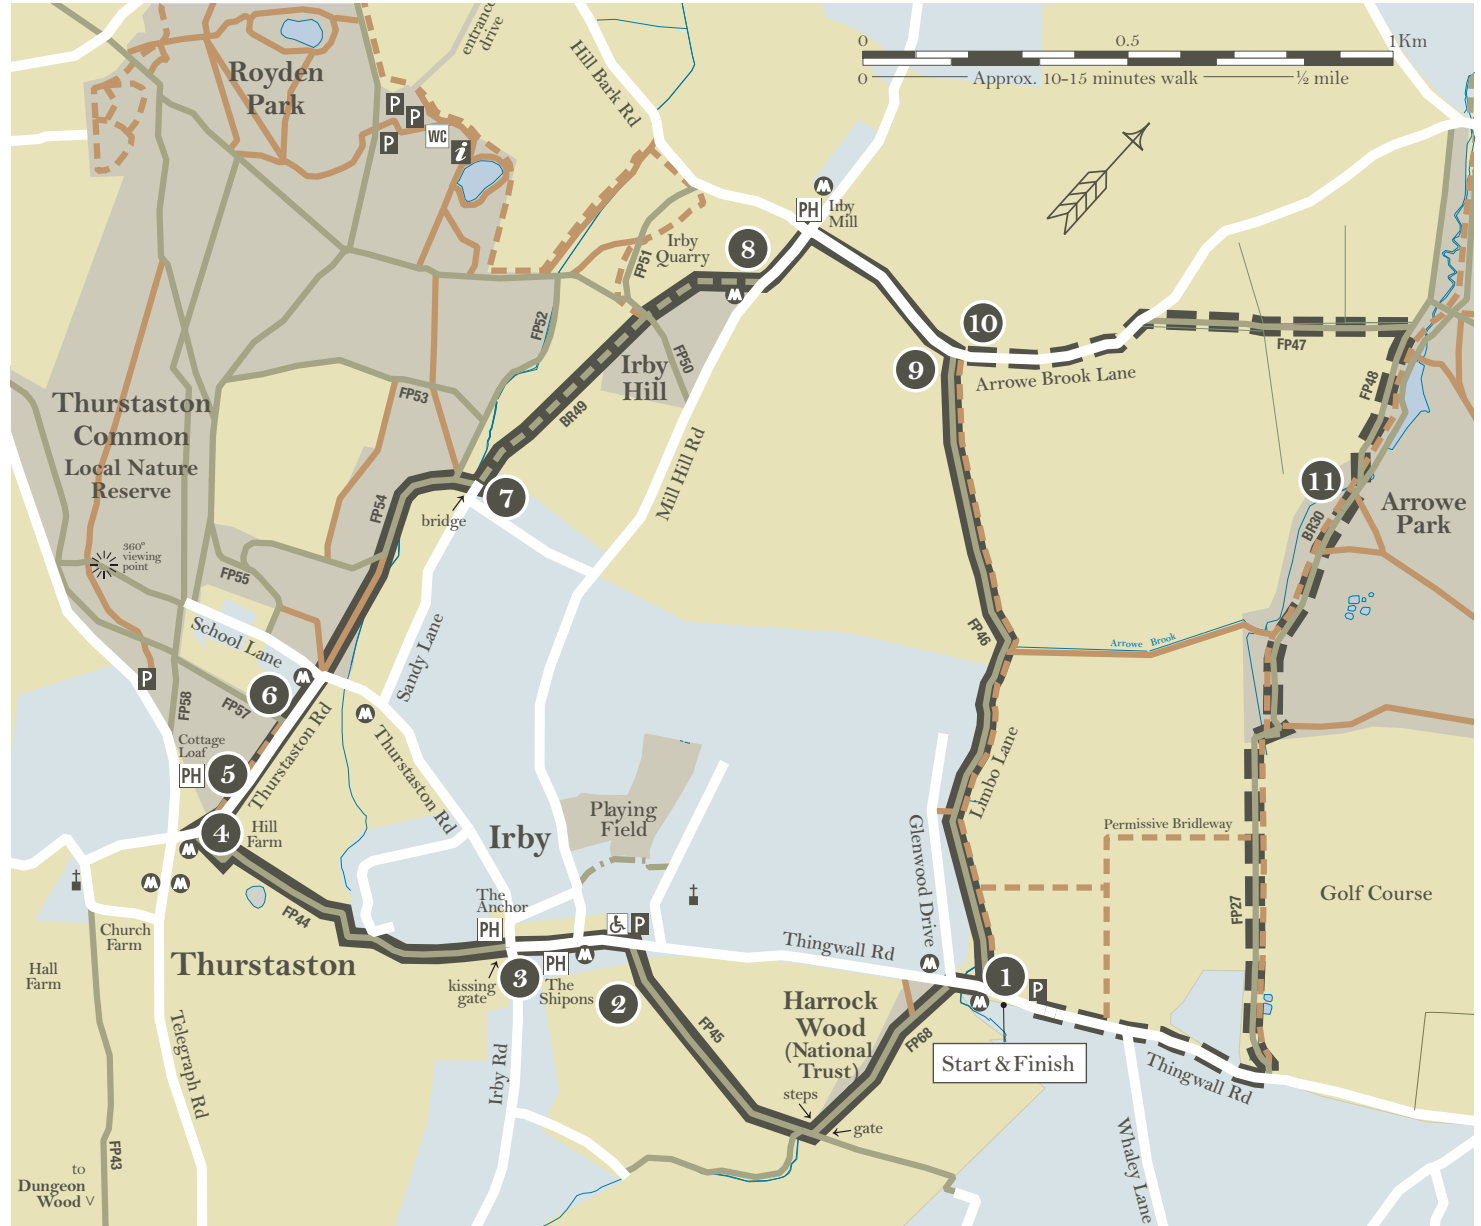 entrance
drive
Hill Bark Rd
0 0.5 1Km
0 Approx. 10-15 minutes walk ½ mile
Royden
Park
P
P
P
WC
i
M
PH
Irby
Mill
Irby
Quarry
8
M
FP51
FP52
FP50
Irby
Hill
BR49
FP53
10
9
Arrowe Brook Lane
FP47
FP48
11
BR30
Arrowe
Park
Thurstaston
Common
Local Nature
Reserve
360º
viewing
point
FP54
7
bridge
Mill Hill Rd
FP55
School Lane
Sandy Lane
FP46
Arrowe Brook
P
FP58
FP57
6
M
M
Thurstaston Rd
Thurstaston Rd
Cottage
Loaf
PH
5
4
Hill
Farm
M
M
M
Irby
Playing
Field
Limbo Lane
Glenwood Drive
Permissive Bridleway
Golf Course
FP27
FP44
The
Anchor
PH
P
M
PH
The
Shipons
3
kissing
gate
2
Church
Farm
Hall
Farm
Thurstaston
Thingwall Rd
M
1
P
M
Harrock
Wood
(National
Trust)
FP45
FP68
Start & Finish
Thingwall Rd
Telegraph Rd
Irby Rd
steps
gate
Whaley Lane
FP43
to
Dungeon
Wood V